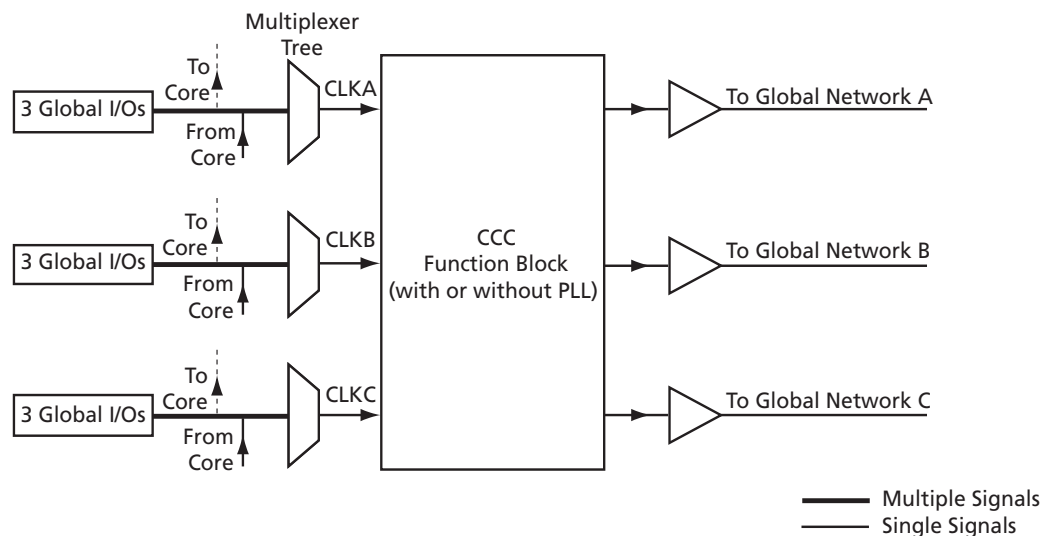 Multiplexer
Tree
To
Core
3 Global I/Os
From
Core
CLKA
To Global Network A
To
Core
3 Global I/Os
From
Core
CLKB
CCC
Function Block
(with or without PLL)
To Global Network B
To
Core
3 Global I/Os
From
Core
CLKC
To Global Network C
Multiple Signals
Single Signals